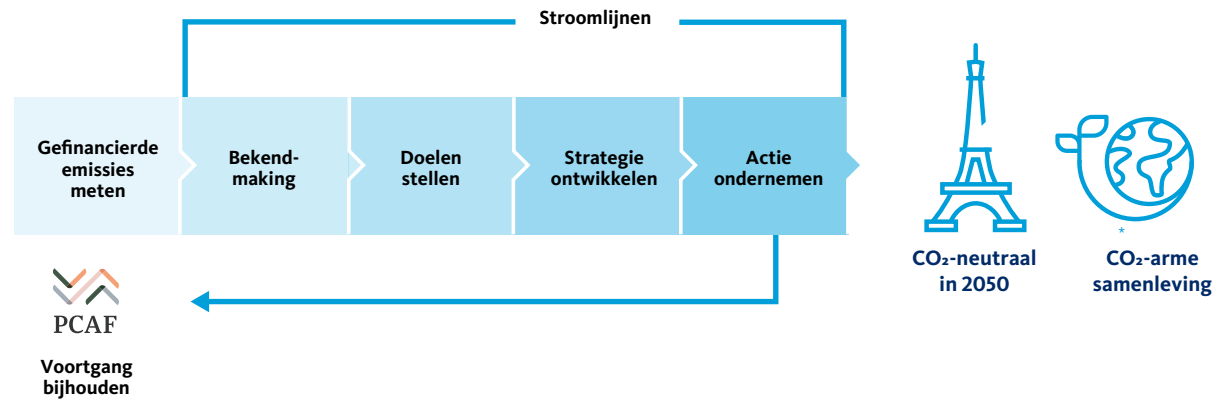 Stroomlijnen
Gefinancierde
emissies
meten
Bekend-
making
Doelen
stellen
Strategie
ontwikkelen
Actie
ondernemen
*
CO₂-neutraal
in 2050
CO₂-arme
samenleving
PCAF
Voortgang
bijhouden